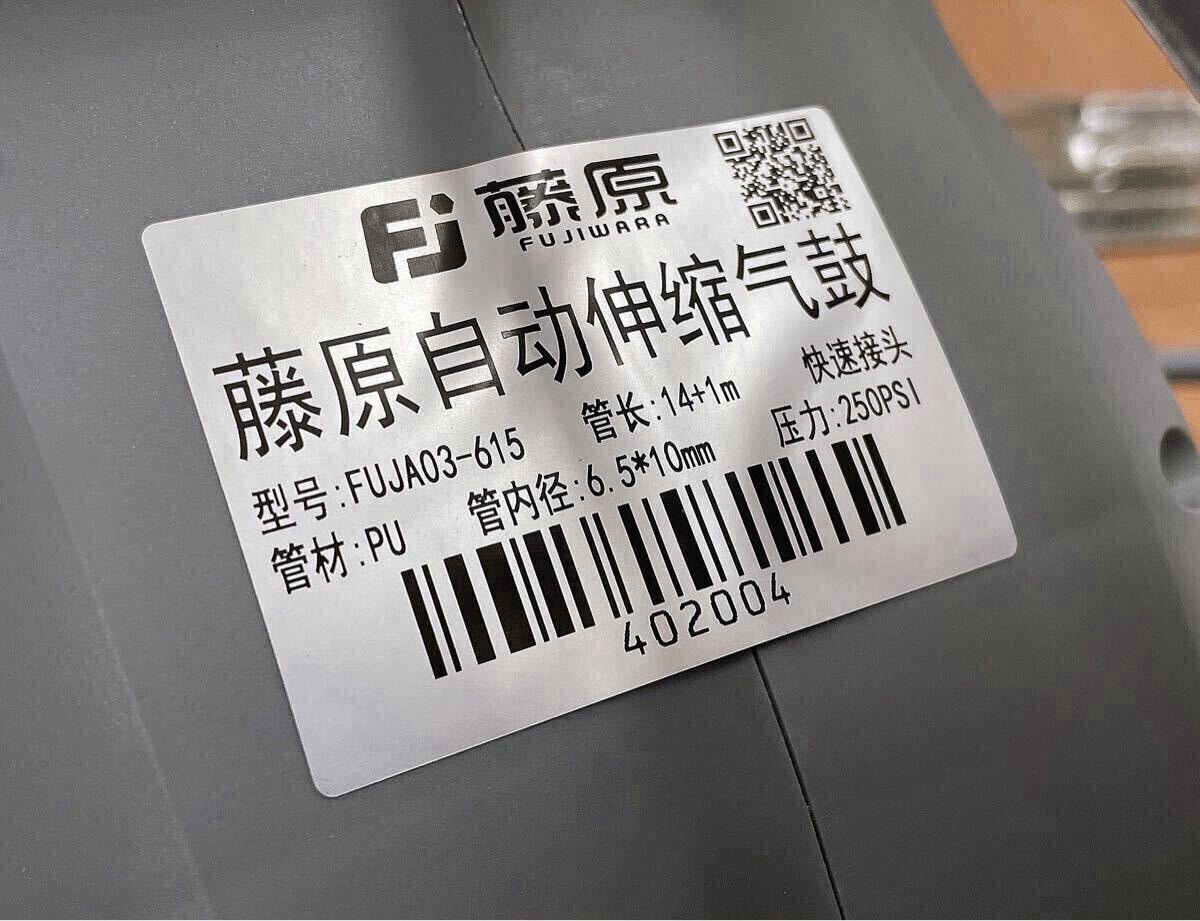 FJ 藤原
FUJIWARA
藤原自动伸缩气鼓
型号:FUJA03-615 管长:14+1m 快速接头
管材:PU 管内径:6.5*10mm 压力:250PSI
402004